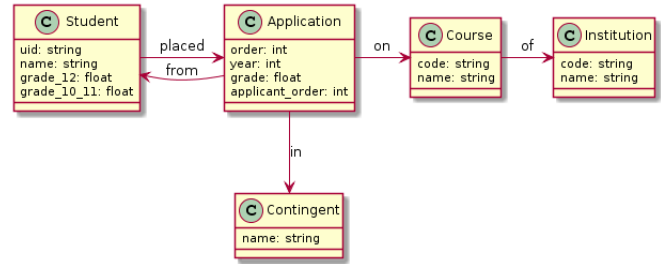 C Student
uid: string
name: string
grade_12: float
grade_10_11: float
placed
from
C Application
order: int
year: int
grade: float
applicant_order: int
on
C Course
code: string
name: string
of
C Institution
code: string
name: string
in
C Contingent
name: string